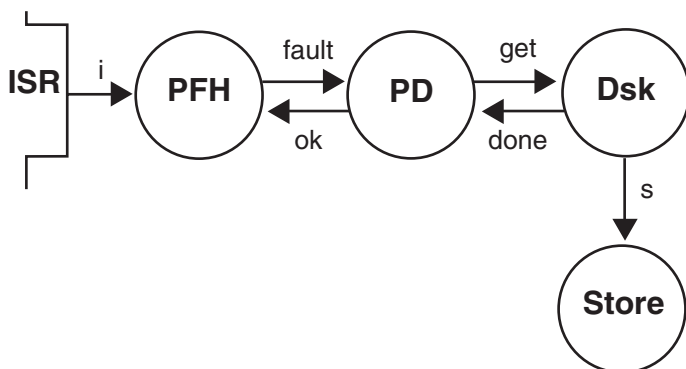 ISR
i
PFH
fault
ok
PD
get
done
Dsk
s
Store